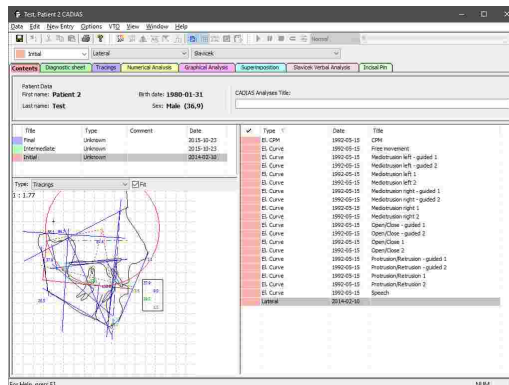 Test, Patient 2 CADIAS
Data Edit New Entry Options VTO View Window Help
Normal
Initial Lateral Slavicek
Contents Diagnostic sheet Tracings Numerical Analysis Graphical Analysis Superimposition Slavicek Verbal Analysis Incisal Pin
Patient Data
First name: Patient 2 Birth date: 1980-01-31 CADIAS Analyses Title:
Last name: Test Sex: Male (36,9)
Title Type Comment Date
Final Unknown 2015-10-23
Intermediate Unknown 2015-10-23
Initial Unknown 2014-02-10
Type: Tracings Fit
1 : 1.77
Type Date Title
El. CPM 1992-05-15 CPM
El. Curve 1992-05-15 Free movement
El. Curve 1992-05-15 Mediotrusion left - guided 1
El. Curve 1992-05-15 Mediotrusion left - guided 2
El. Curve 1992-05-15 Mediotrusion left 1
El. Curve 1992-05-15 Mediotrusion left 2
El. Curve 1992-05-15 Mediotrusion right - guided 1
El. Curve 1992-05-15 Mediotrusion right - guided 2
El. Curve 1992-05-15 Mediotrusion right 1
El. Curve 1992-05-15 Mediotrusion right 2
El. Curve 1992-05-15 Open/Close - guided 1
El. Curve 1992-05-15 Open/Close - guided 2
El. Curve 1992-05-15 Open/Close 1
El. Curve 1992-05-15 Open/Close 2
El. Curve 1992-05-15 Protrusion/Retrusion - guided 1
El. Curve 1992-05-15 Protrusion/Retrusion - guided 2
El. Curve 1992-05-15 Protrusion/Retrusion 1
El. Curve 1992-05-15 Protrusion/Retrusion 2
El. Curve 1992-05-15 Speech
Lateral 2014-02-10
For Help, press F1 NUM